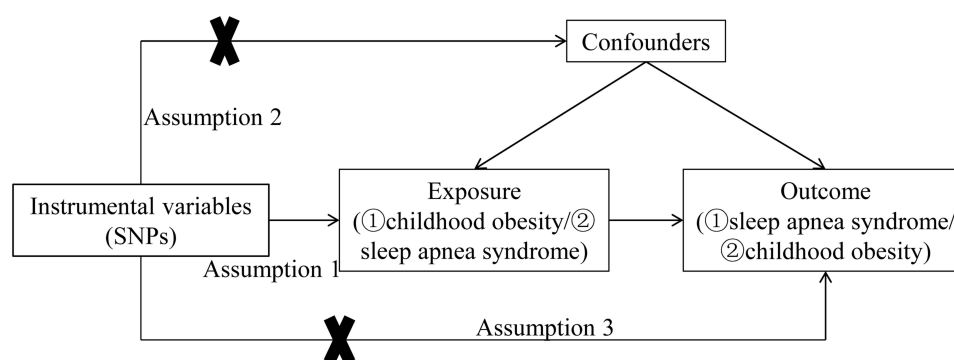 Confounders
Assumption 2
Instrumental variables
(SNPs)
Exposure
(①childhood obesity/②
sleep apnea syndrome)
Outcome
(①sleep apnea syndrome/
②childhood obesity)
Assumption 1
Assumption 3